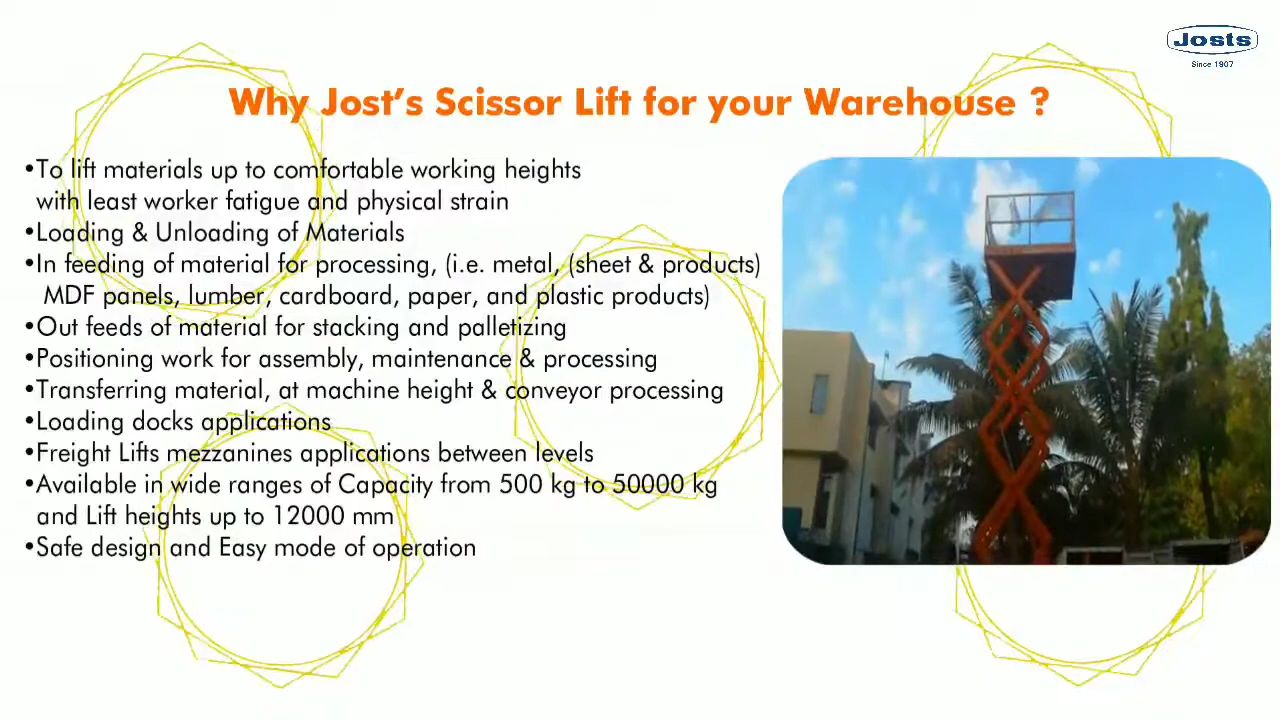 Josts
Since 1907
Why Jost's Scissor Lift for your Warehouse ?
•To lift materials up to comfortable working heights
with least worker fatigue and physical strain
•Loading & Unloading of Materials
•In feeding of material for processing, (i.e. metal, (sheet & products)
MDF panels, lumber, cardboard, paper, and plastic products)
•Out feeds of material for stacking and palletizing
•Positioning work for assembly, maintenance & processing
•Transferring material, at machine height & conveyor processing
•Loading docks applications
•Freight Lifts mezzanines applications between levels
•Available in wide ranges of Capacity from 500 kg to 50000 kg
and Lift heights up to 12000 mm
•Safe design and Easy mode of operation